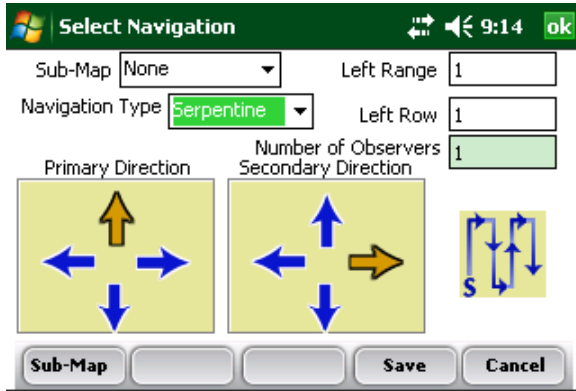 Select Navigation 9:14 ok
Sub-Map None Left Range 1
Navigation Type Serpentine Left Row 1
Number of Observers 1
Primary Direction Secondary Direction
S
Sub-Map Save Cancel